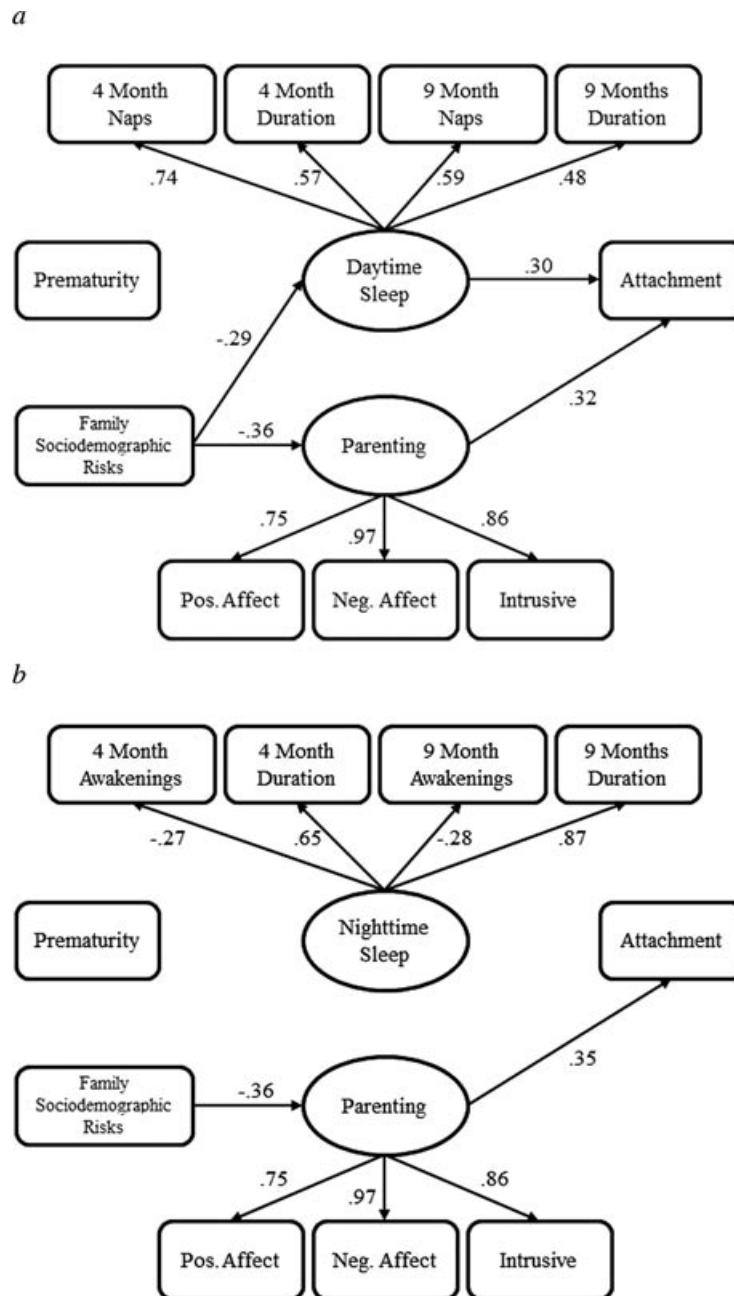 a
4 Month
Naps
4 Month
Duration
9 Month
Naps
9 Months
Duration
.74
.57
.59
.48
Prematurity
Daytime
Sleep
.30
Attachment
-.29
.32
Family
Sociodemographic
Risks
-.36
Parenting
.75
.97
.86
Pos. Affect
Neg. Affect
Intrusive
b
4 Month
Awakenings
4 Month
Duration
9 Month
Awakenings
9 Months
Duration
-.27
.65
-.28
.87
Prematurity
Nighttime
Sleep
Attachment
.35
Family
Sociodemographic
Risks
-.36
Parenting
.75
.97
.86
Pos. Affect
Neg. Affect
Intrusive